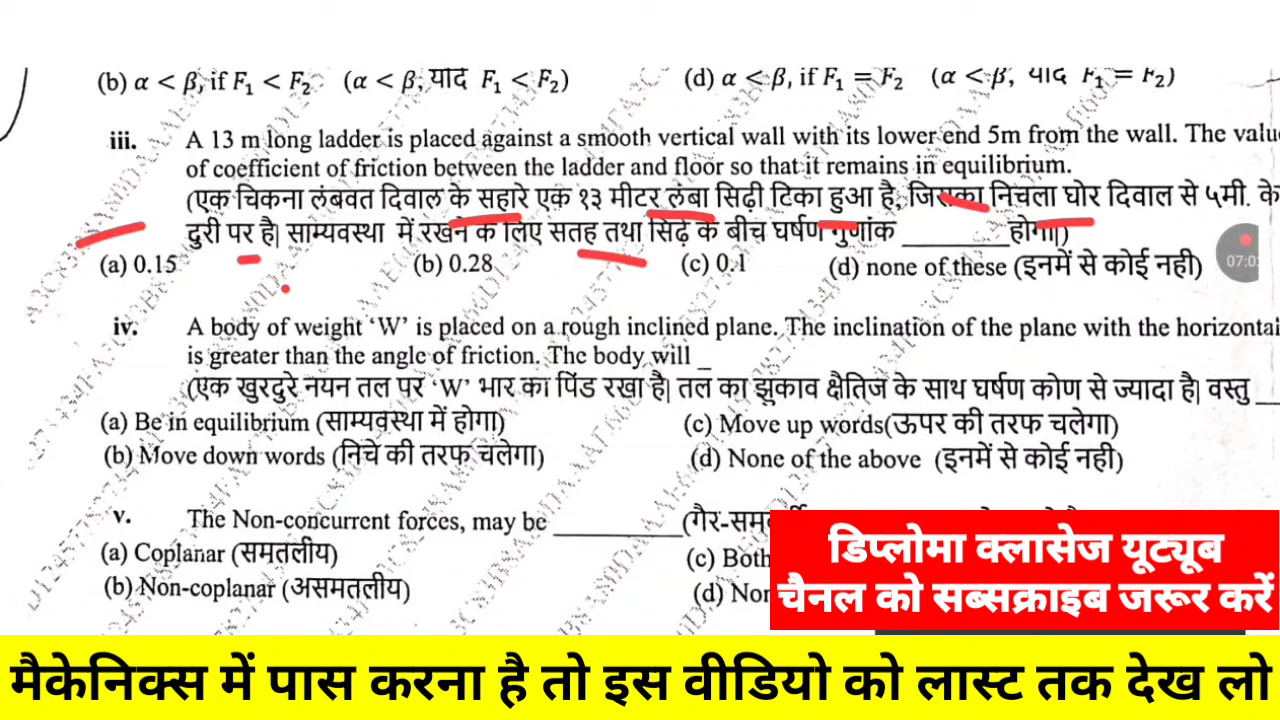 (b) α < β, if F₁ < F₂ (α < β, याद F₁ < F₂) (d) α < β, if F₁ = F₂ (α < β, याद F₁ = F₂)
iii. A 13 m long ladder is placed against a smooth vertical wall with its lower end 5m from the wall. The valu
of coefficient of friction between the ladder and floor so that it remains in equilibrium.
(एक चिकना लंबवत दिवाल के सहारे एक १३ मीटर लंबा सिढ़ी टिका हुआ है, जिसका निचला घोर दिवाल से ५मी. के
दुरी पर है| साम्यवस्था में रखने के लिए सतह तथा सिढ़े के बीच घर्षण गुणांक ________ होगा|)
(a) 0.15 (b) 0.28 (c) 0.1 (d) none of these (इनमें से कोई नही)
07:0
iv. A body of weight ‘W’ is placed on a rough inclined plane. The inclination of the plane with the horizontal
is greater than the angle of friction. The body will _
(एक खुरदुरे नयन तल पर ‘W’ भार का पिंड रखा है| तल का झुकाव क्षैतिज के साथ घर्षण कोण से ज्यादा है| वस्तु __
(a) Be in equilibrium (साम्यवस्था में होगा) (c) Move up words(ऊपर की तरफ चलेगा)
(b) Move down words (निचे की तरफ चलेगा) (d) None of the above (इनमें से कोई नही)
v. The Non-concurrent forces, may be __________
(a) Coplanar (समतलीय) (c) Both
(b) Non-coplanar (असमतलीय) (d) Non
डिप्लोमा क्लासेज यूट्यूब
चैनल को सब्सक्राइब जरूर करें
मैकेनिक्स में पास करना है तो इस वीडियो को लास्ट तक देख लो